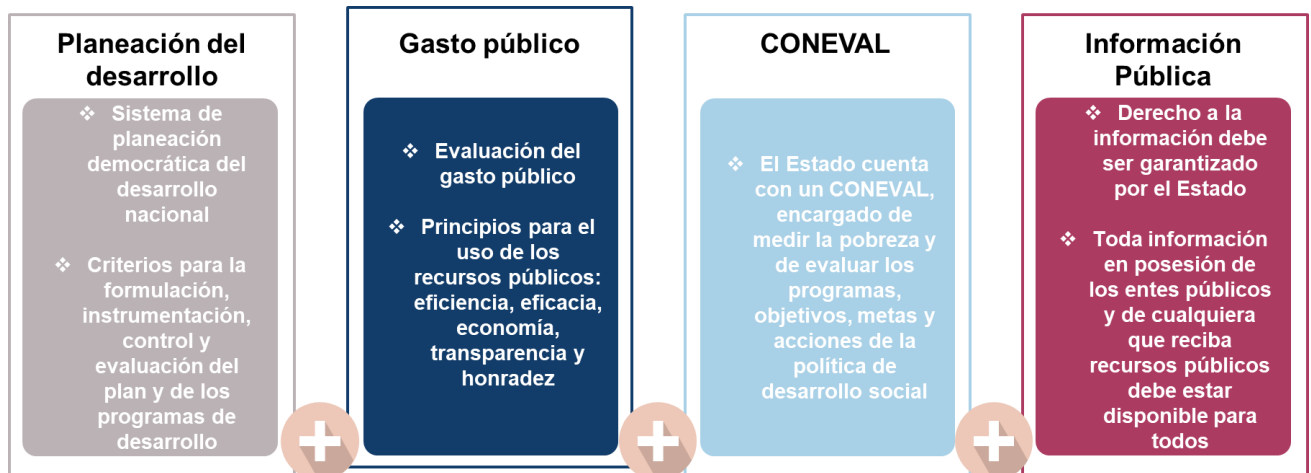 Planeación del
desarrollo
❖ Sistema de
planeación
democrática del
desarrollo
nacional
❖ Criterios para la
formulación,
instrumentación,
control y
evaluación del
plan y de los
programas de
desarrollo
Gasto público
❖ Evaluación del
gasto público
❖ Principios para el
uso de los
recursos públicos:
eficiencia, eficacia,
economía,
transparencia y
honradez
CONEVAL
❖ El Estado cuenta
con un CONEVAL,
encargado de
medir la pobreza y
de evaluar los
programas,
objetivos, metas y
acciones de la
política de
desarrollo social
Información
Pública
❖ Derecho a la
información debe
ser garantizado
por el Estado
❖ Toda información
en posesión de
los entes públicos
y de cualquiera
que reciba
recursos públicos
debe estar
disponible para
todos